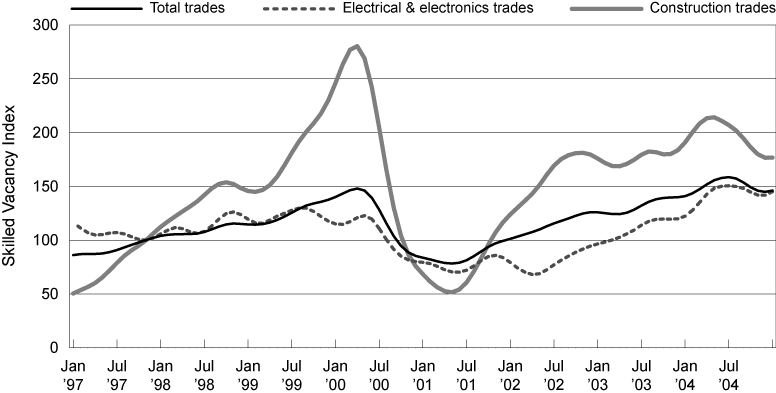 Total trades Electrical & electronics trades Construction trades
Skilled Vacancy Index
300
250
200
150
100
50
0
Jan Jul Jan Jul Jan Jul Jan Jul Jan Jul Jan Jul Jan Jul Jan Jul
’97 ’97 ’98 ’98 ’99 ’99 ’00 ’00 ’01 ’01 ’02 ’02 ’03 ’03 ’04 ’04